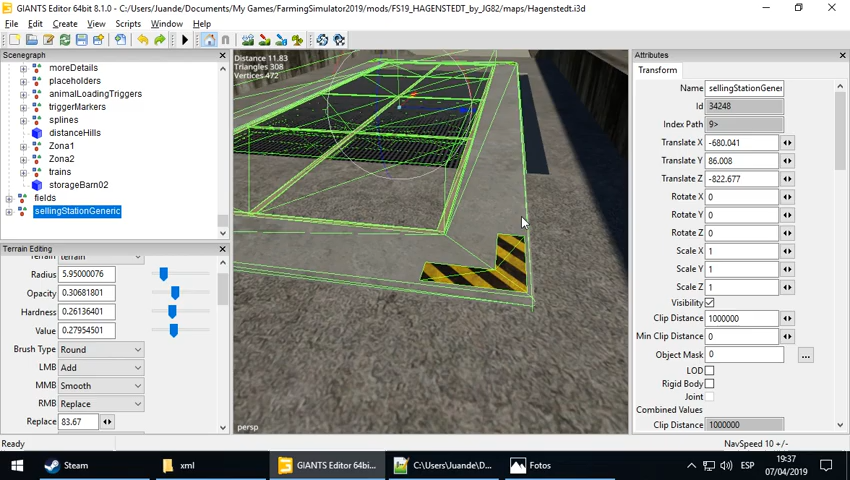 GIANTS Editor 64bit 8.1.0 - C:/Users/Juande/Documents/My Games/FarmingSimulator2019/mods/FS19_HAGENSTEDT_by_JG82/maps/Hagenstedt.i3d
File Edit Create View Scripts Window Help
Scenegraph
moreDetails
placeholders
animalLoadingTriggers
triggerMarkers
splines
distanceHills
Zona1
Zona2
trains
storageBarn02
fields
sellingStationGeneric
Terrain Editing
terrain
Radius 5.95000076
Opacity 0.30681801
Hardness 0.26136401
Value 0.27954501
Brush Type Round
LMB Add
MMB Smooth
RMB Replace
Replace 83.67
Distance 11.83
Triangles 308
Vertices 472
persp
Attributes
Transform
Name sellingStationGener
Id 34248
Index Path 9>
Translate X -680.041
Translate Y 86.008
Translate Z -822.677
Rotate X 0
Rotate Y 0
Rotate Z 0
Scale X 1
Scale Y 1
Scale Z 1
Visibility
Clip Distance 1000000
Min Clip Distance 0
Object Mask 0 ...
LOD
Rigid Body
Joint
Combined Values
Clip Distance 1000000
Ready
NavSpeed 10 +/-
Steam
xml
GIANTS Editor 64bit...
C:\Users\Juande\D...
Fotos
ESP
19:37
07/04/2019